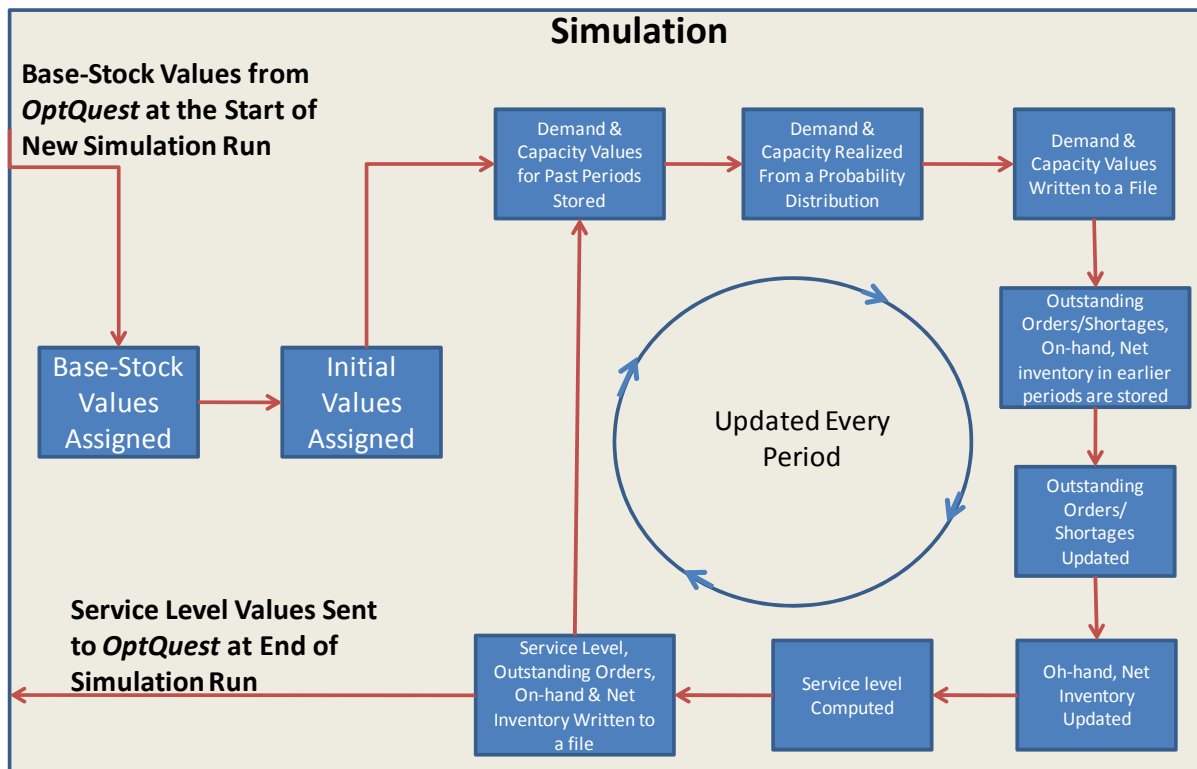 Simulation
Base-Stock Values from
OptQuest at the Start of
New Simulation Run
Demand &
Capacity Values
for Past Periods
Stored
Demand &
Capacity Realized
From a Probability
Distribution
Demand &
Capacity Values
Written to a File
Base-Stock
Values
Assigned
Initial
Values
Assigned
Outstanding
Orders/Shortages,
On-hand, Net
inventory in earlier
periods are stored
Updated Every
Period
Outstanding
Orders/
Shortages
Updated
Service Level Values Sent
to OptQuest at End of
Simulation Run
Service Level,
Outstanding Orders,
On-hand & Net
Inventory Written to
a file
Service level
Computed
Oh-hand, Net
Inventory
Updated